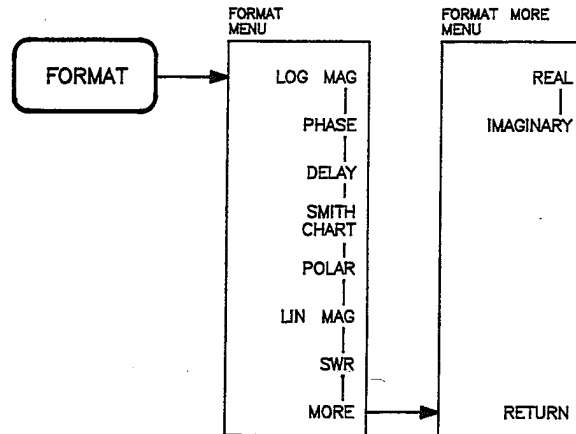 FORMAT
FORMAT
MENU
LOG MAG
PHASE
DELAY
SMITH
CHART
POLAR
LIN MAG
SWR
MORE
FORMAT MORE
MENU
REAL
IMAGINARY
RETURN